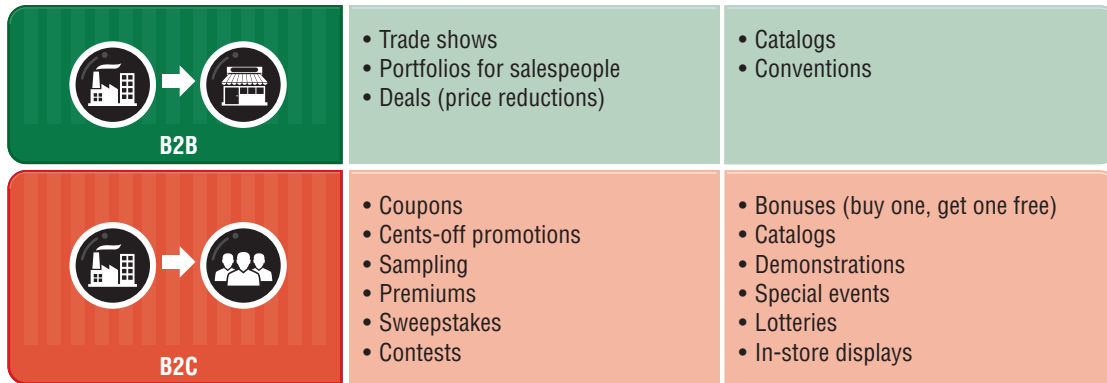 B2B
• Trade shows
• Portfolios for salespeople
• Deals (price reductions)
• Catalogs
• Conventions
B2C
• Coupons
• Cents-off promotions
• Sampling
• Premiums
• Sweepstakes
• Contests
• Bonuses (buy one, get one free)
• Catalogs
• Demonstrations
• Special events
• Lotteries
• In-store displays